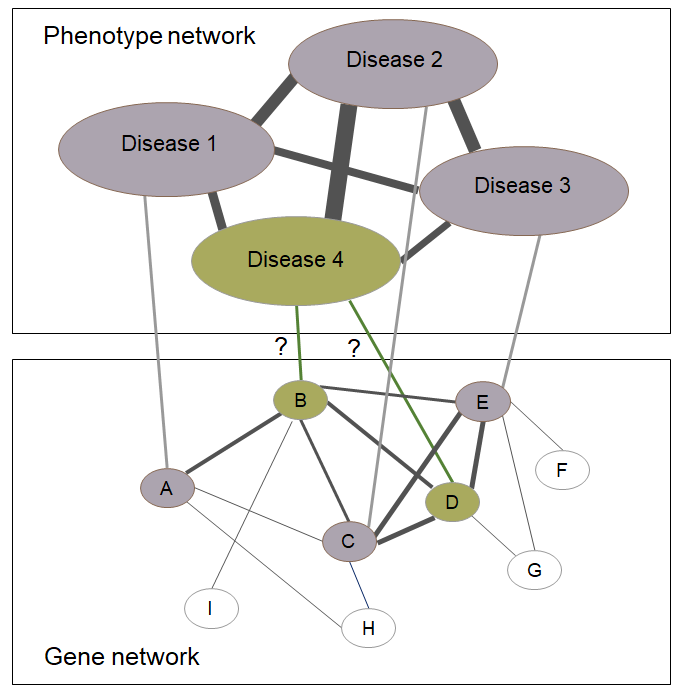 Phenotype network
Disease 2
Disease 1
Disease 3
Disease 4
? ?
B
E
F
A
D
C
G
I
H
Gene network